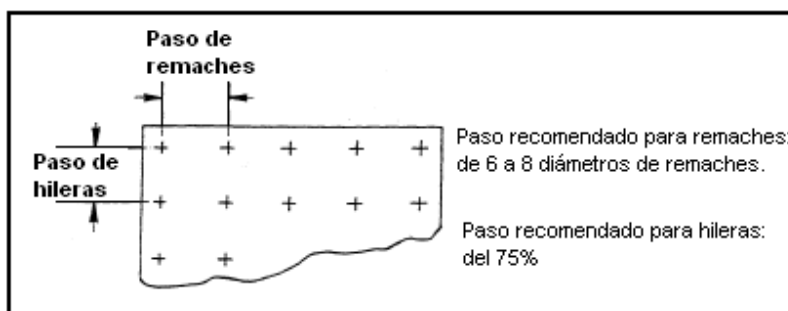 Paso de
remaches
Paso de
hileras
Paso recomendado para remaches:
de 6 a 8 diámetros de remaches.
Paso recomendado para hileras:
del 75%